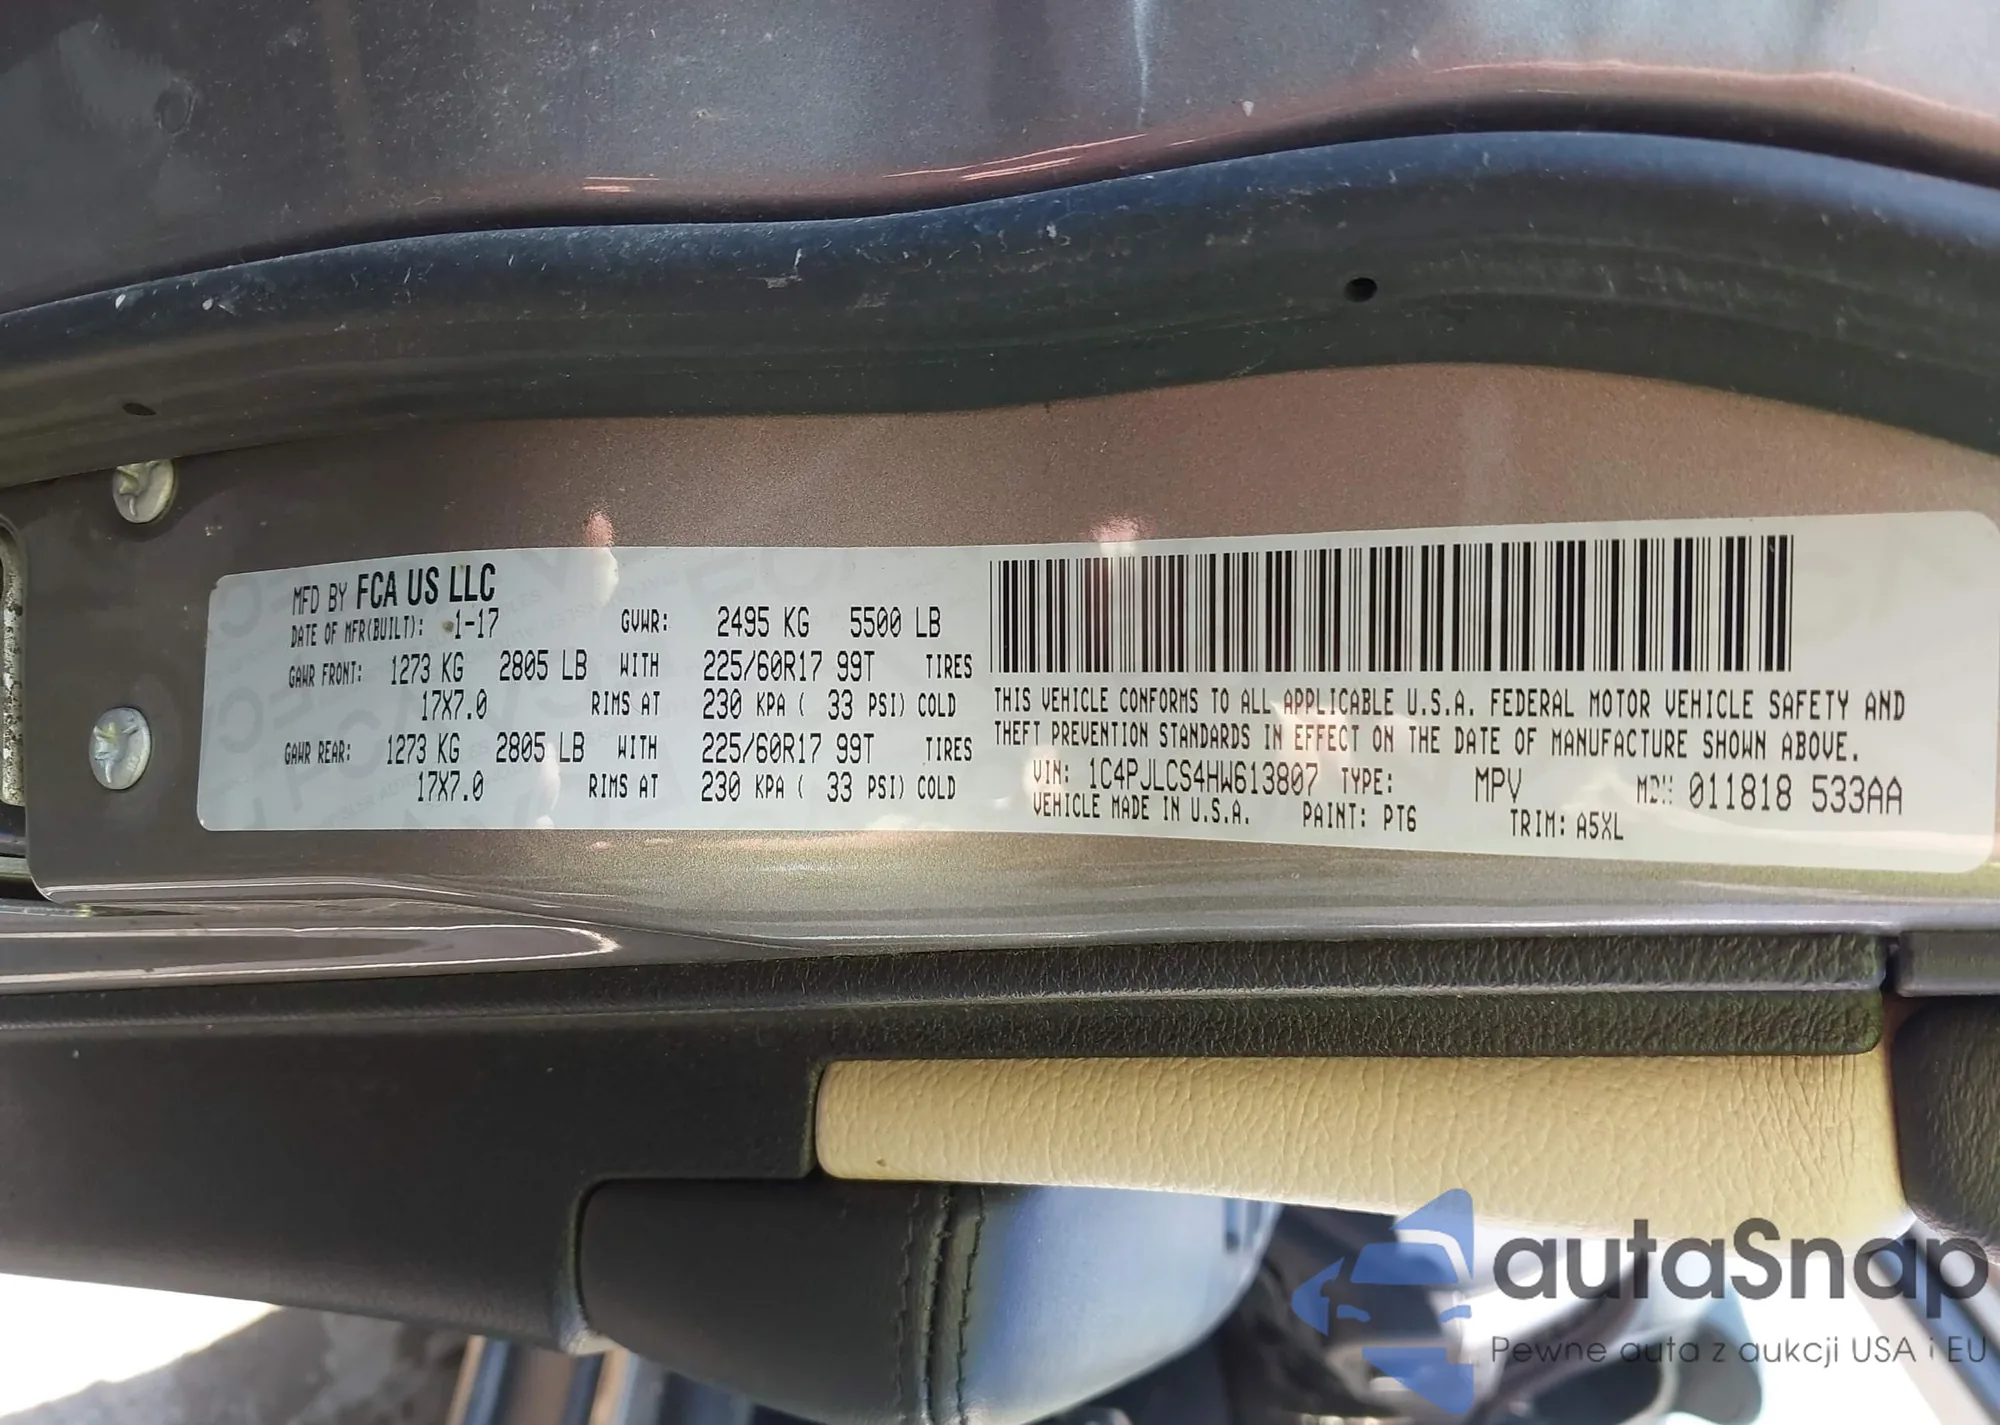 MFD BY FCA US LLC
DATE OF MFR(BUILT): 1-17 GVWR: 2495 KG 5500 LB
GAWR FRONT: 1273 KG 2805 LB WITH 225/60R17 99T TIRES
17X7.0 RIMS AT 230 KPA ( 33 PSI) COLD
GAWR REAR: 1273 KG 2805 LB WITH 225/60R17 99T TIRES
17X7.0 RIMS AT 230 KPA ( 33 PSI) COLD
THIS VEHICLE CONFORMS TO ALL APPLICABLE U.S.A. FEDERAL MOTOR VEHICLE SAFETY AND
THEFT PREVENTION STANDARDS IN EFFECT ON THE DATE OF MANUFACTURE SHOWN ABOVE.
VIN: 1C4PJLCS4HW613807 TYPE: MPV 011818 533AA
VEHICLE MADE IN U.S.A. PAINT: PT6 TRIM: A5XL
autaSnap
Pewne auta z aukcji USA i EU